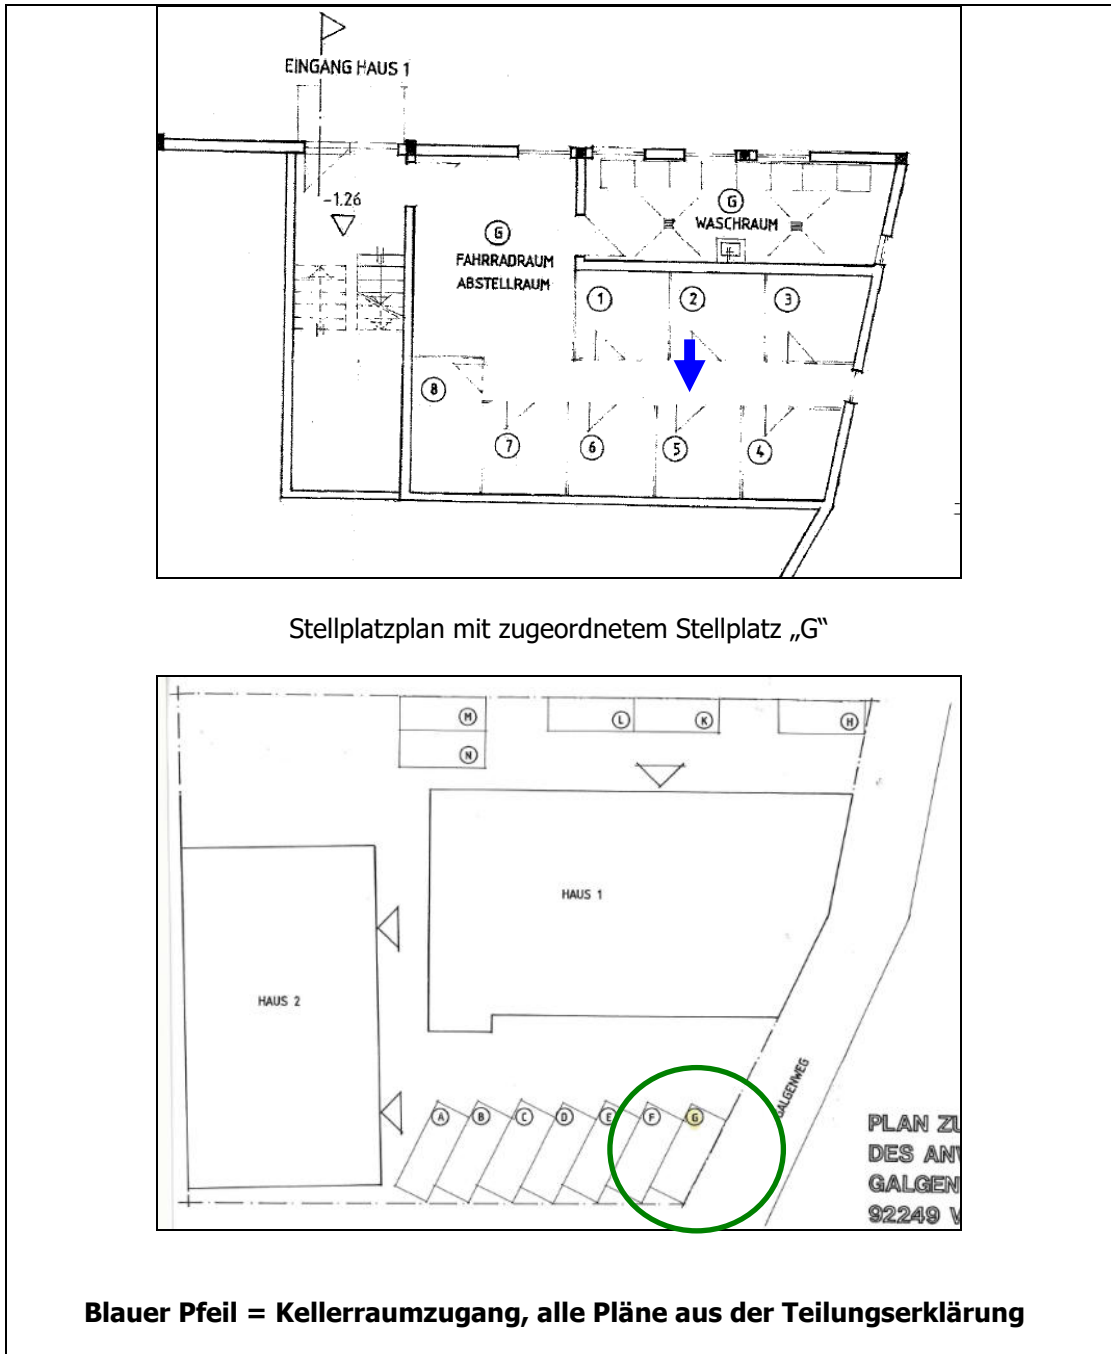 EINGANG HAUS 1
-1.26
G
WASCHRAUM
G
FAHRRADRAUM
ABSTELLRAUM
1
2
3
8
7
6
5
4
Stellplatzplan mit zugeordnetem Stellplatz „G“
M
L
K
H
N
HAUS 1
HAUS 2
GALGENWEG
A
B
C
D
E
F
G
PLAN ZU
DES ANW
GALGEN
92249 V
Blauer Pfeil = Kellerraumzugang, alle Pläne aus der Teilungserklärung